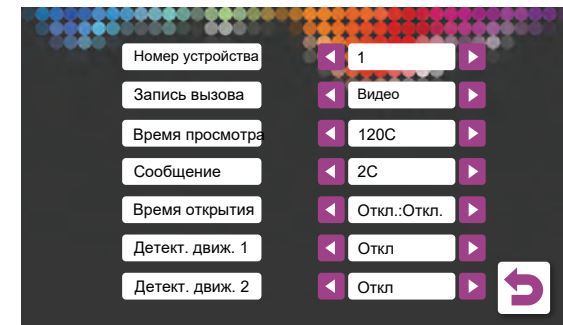 Номер устройства 1
Запись вызова Видео
Время просмотра 120С
Сообщение 2С
Время открытия Откл.:Откл.
Детект. движ. 1 Откл
Детект. движ. 2 Откл